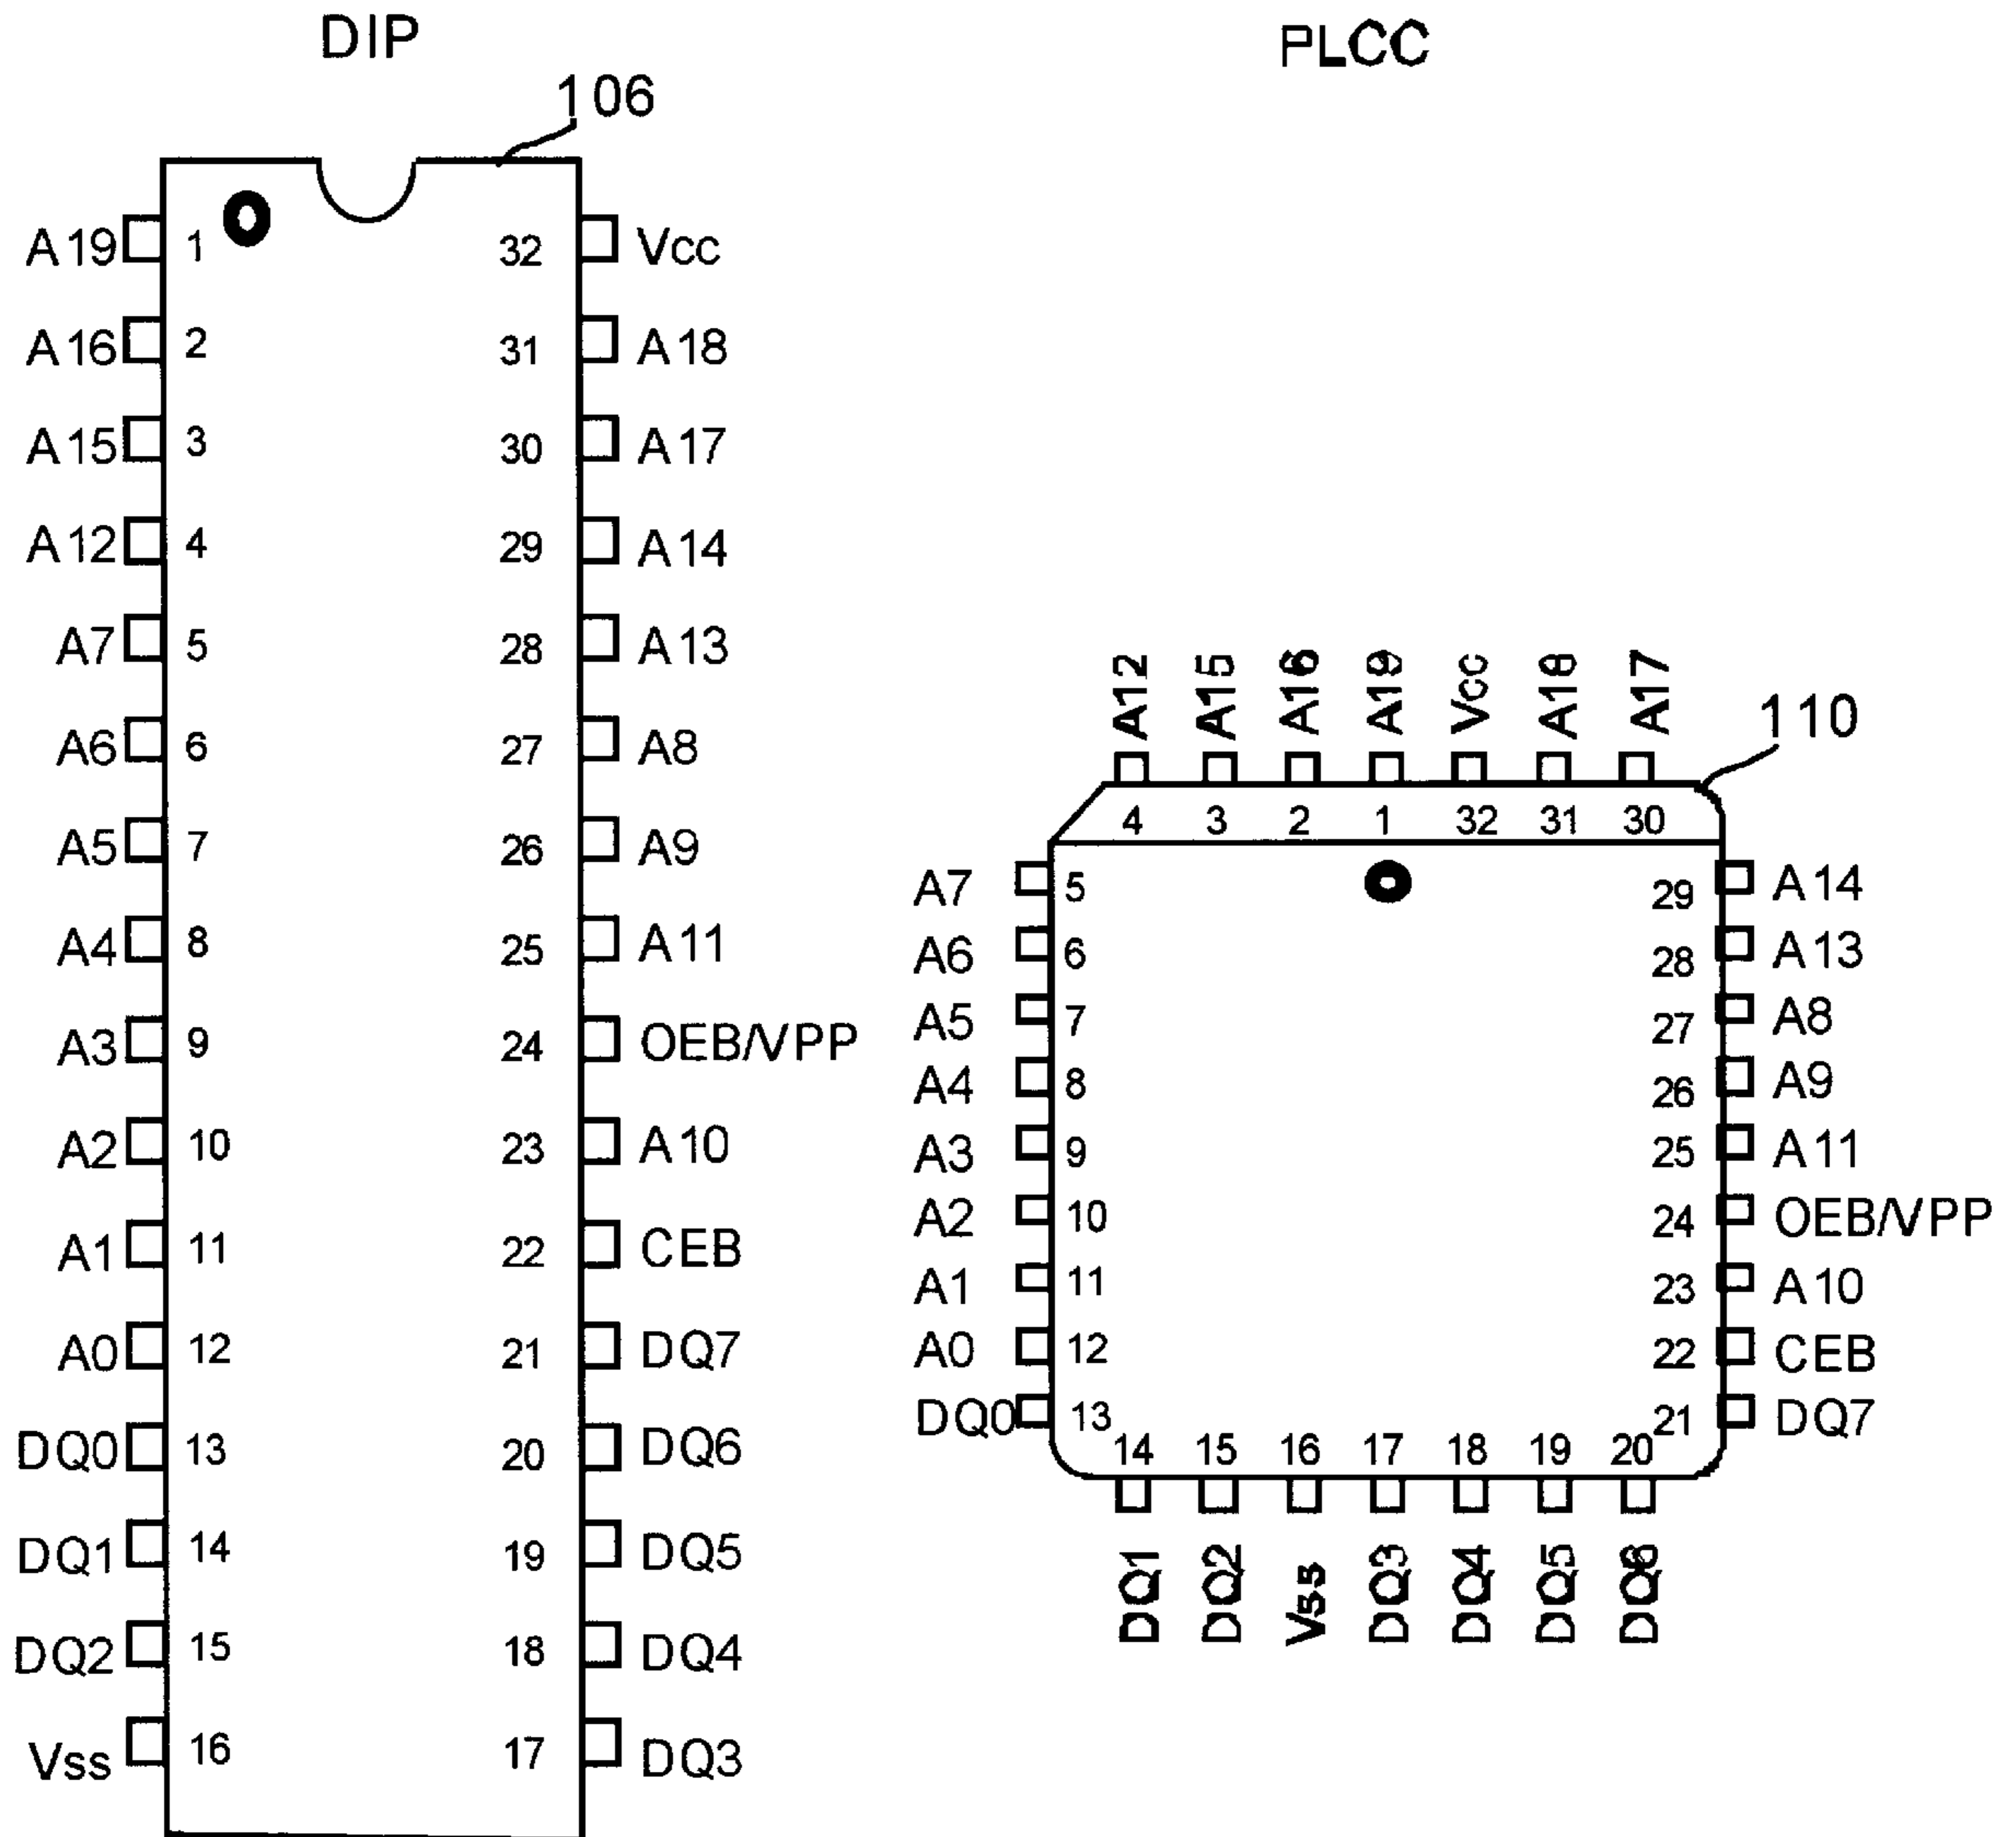 DIP
106
A19 1 32 Vcc
A16 2 31 A18
A15 3 30 A17
A12 4 29 A14
A7 5 28 A13
A6 6 27 A8
A5 7 26 A9
A4 8 25 A11
A3 9 24 OEB/VPP
A2 10 23 A10
A1 11 22 CEB
A0 12 21 DQ7
DQ0 13 20 DQ6
DQ1 14 19 DQ5
DQ2 15 18 DQ4
Vss 16 17 DQ3
PLCC
110
A12 A15 A16 A19 Vcc A18 A17
4 3 2 1 32 31 30
A7 5 29 A14
A6 6 28 A13
A5 7 27 A8
A4 8 26 A9
A3 9 25 A11
A2 10 24 OEB/VPP
A1 11 23 A10
A0 12 22 CEB
DQ0 13 21 DQ7
14 15 16 17 18 19 20
DQ1 DQ2 Vss DQ3 DQ4 DQ5 DQ6